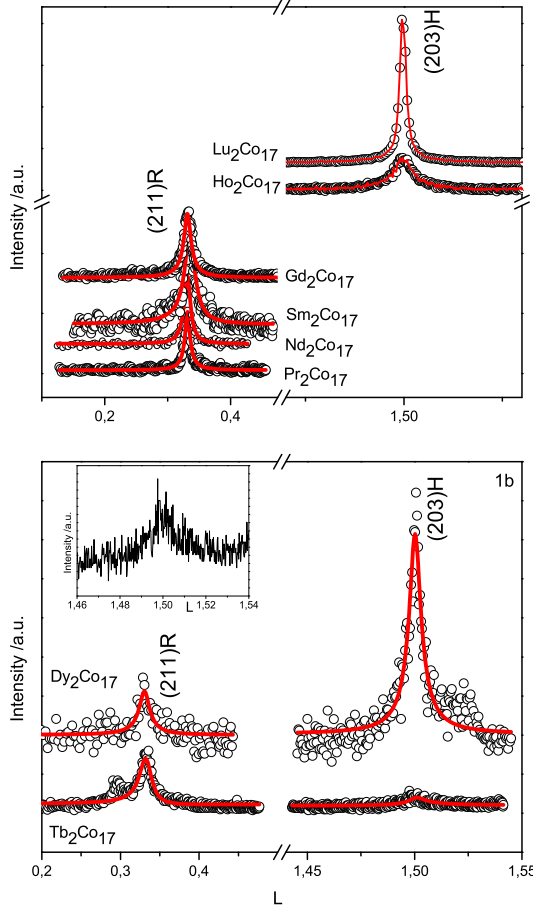 (203)H
Lu2Co17
Ho2Co17
(211)R
Intensity /a.u.
Gd2Co17
Sm2Co17
Nd2Co17
Pr2Co17
0,2 0,4 1,50
1b
(203)H
Intensity /a.u.
1,46 1,48 1,50 1,52 1,54
L
(211)R
Dy2Co17
Intensity /a.u.
Tb2Co17
0,2 0,3 0,4 1,45 1,50 1,55
L